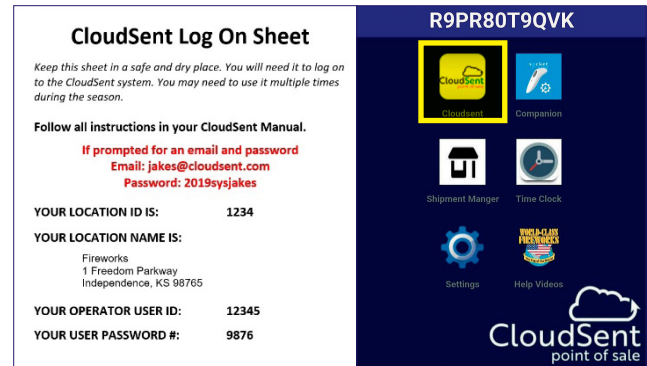 CloudSent Log On Sheet
Keep this sheet in a safe and dry place. You will need it to log on
to the CloudSent system. You may need to use it multiple times
during the season.
Follow all instructions in your CloudSent Manual.
If prompted for an email and password
Email: jakes@cloudsent.com
Password: 2019sysjakes
YOUR LOCATION ID IS: 1234
YOUR LOCATION NAME IS:
Fireworks
1 Freedom Parkway
Independence, KS 98765
YOUR OPERATOR USER ID: 12345
YOUR USER PASSWORD #: 9876
R9PR80T9QVK
CloudSent
point of sale
Cloudsent
socket
Companion
Shipment Manger
Time Clock
Settings
WORLD-CLASS
FIREWORKS
Help Videos
CloudSent
point of sale